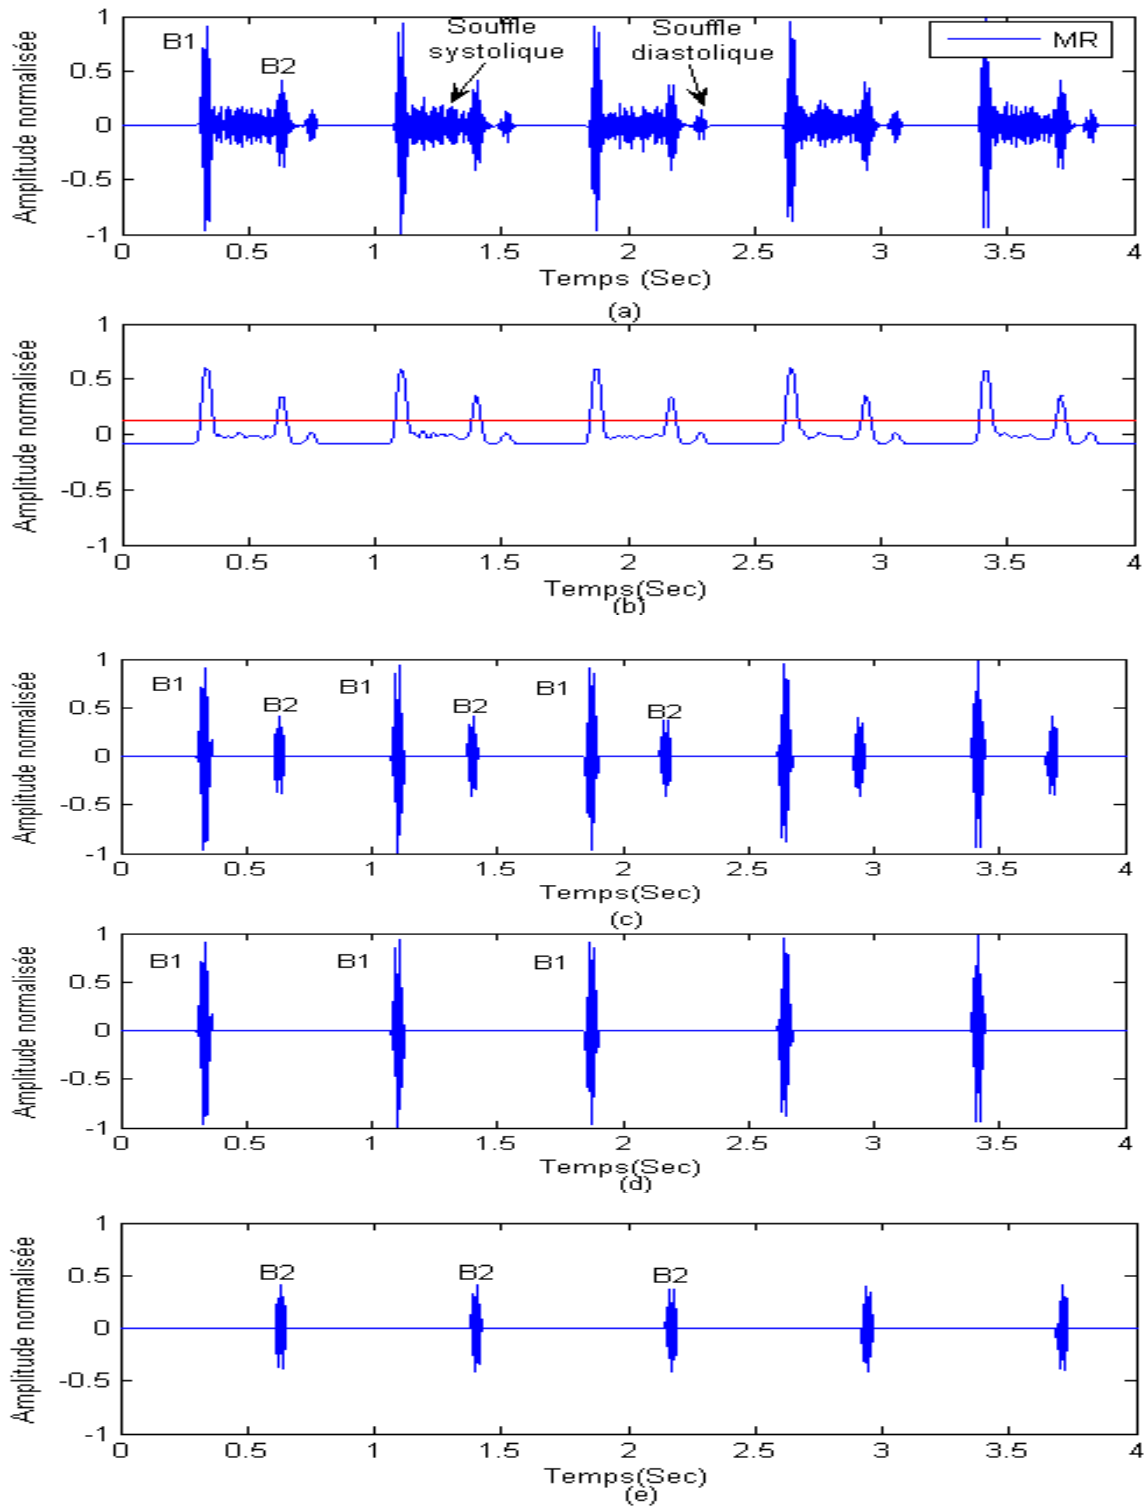 Amplitude normalisée
1
0.5
0
-0.5
-1
B1
B2
Souffle
systolique
Souffle
diastolique
MR
0 0.5 1 1.5 2 2.5 3 3.5 4
Temps (Sec)
(a)
Amplitude normalisée
1
0.5
0
-0.5
-1
0 0.5 1 1.5 2 2.5 3 3.5 4
Temps(Sec)
(b)
Amplitude normalisée
1
0.5
0
-0.5
-1
B1 B2 B1 B2 B1 B2
0 0.5 1 1.5 2 2.5 3 3.5 4
Temps(Sec)
(c)
Amplitude normalisée
1
0.5
0
-0.5
-1
B1 B1 B1
0 0.5 1 1.5 2 2.5 3 3.5 4
Temps(Sec)
(d)
Amplitude normalisée
1
0.5
0
-0.5
-1
B2 B2 B2
0 0.5 1 1.5 2 2.5 3 3.5 4
Temps(Sec)
(e)